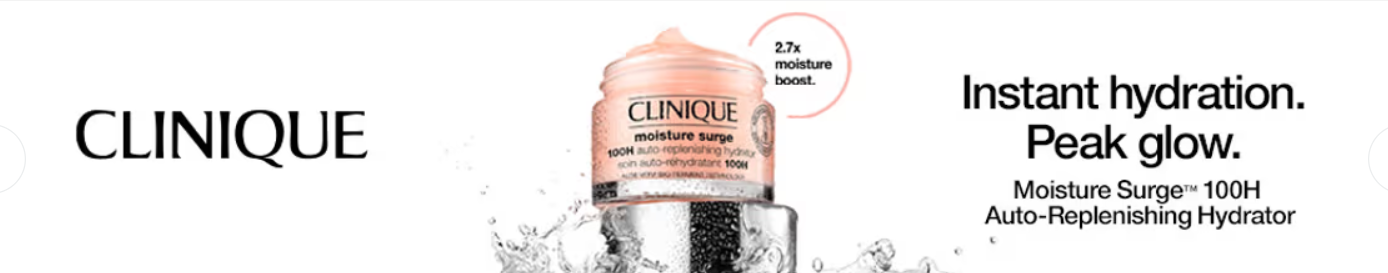 CLINIQUE
CLINIQUE
moisture surge
100H auto-replenishing hydrator
soin auto-réhydratant 100H
2.7x
moisture
boost.
Instant hydration.
Peak glow.
Moisture Surge™ 100H
Auto-Replenishing Hydrator